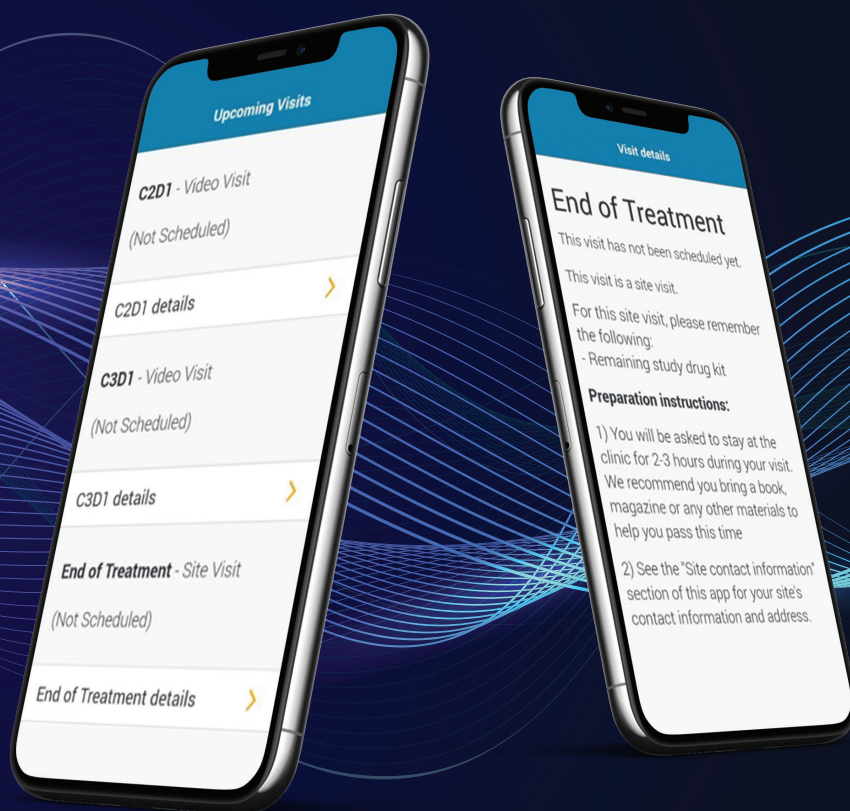 Upcoming Visits
C2D1 - Video Visit
(Not Scheduled)
C2D1 details
C3D1 - Video Visit
(Not Scheduled)
C3D1 details
End of Treatment - Site Visit
(Not Scheduled)
End of Treatment details
Visit details
End of Treatment
This visit has not been scheduled yet.
This visit is a site visit.
For this site visit, please remember
the following:
- Remaining study drug kit
Preparation instructions:
1) You will be asked to stay at the
clinic for 2-3 hours during your visit.
We recommend you bring a book,
magazine or any other materials to
help you pass this time
2) See the "Site contact information"
section of this app for your site's
contact information and address.